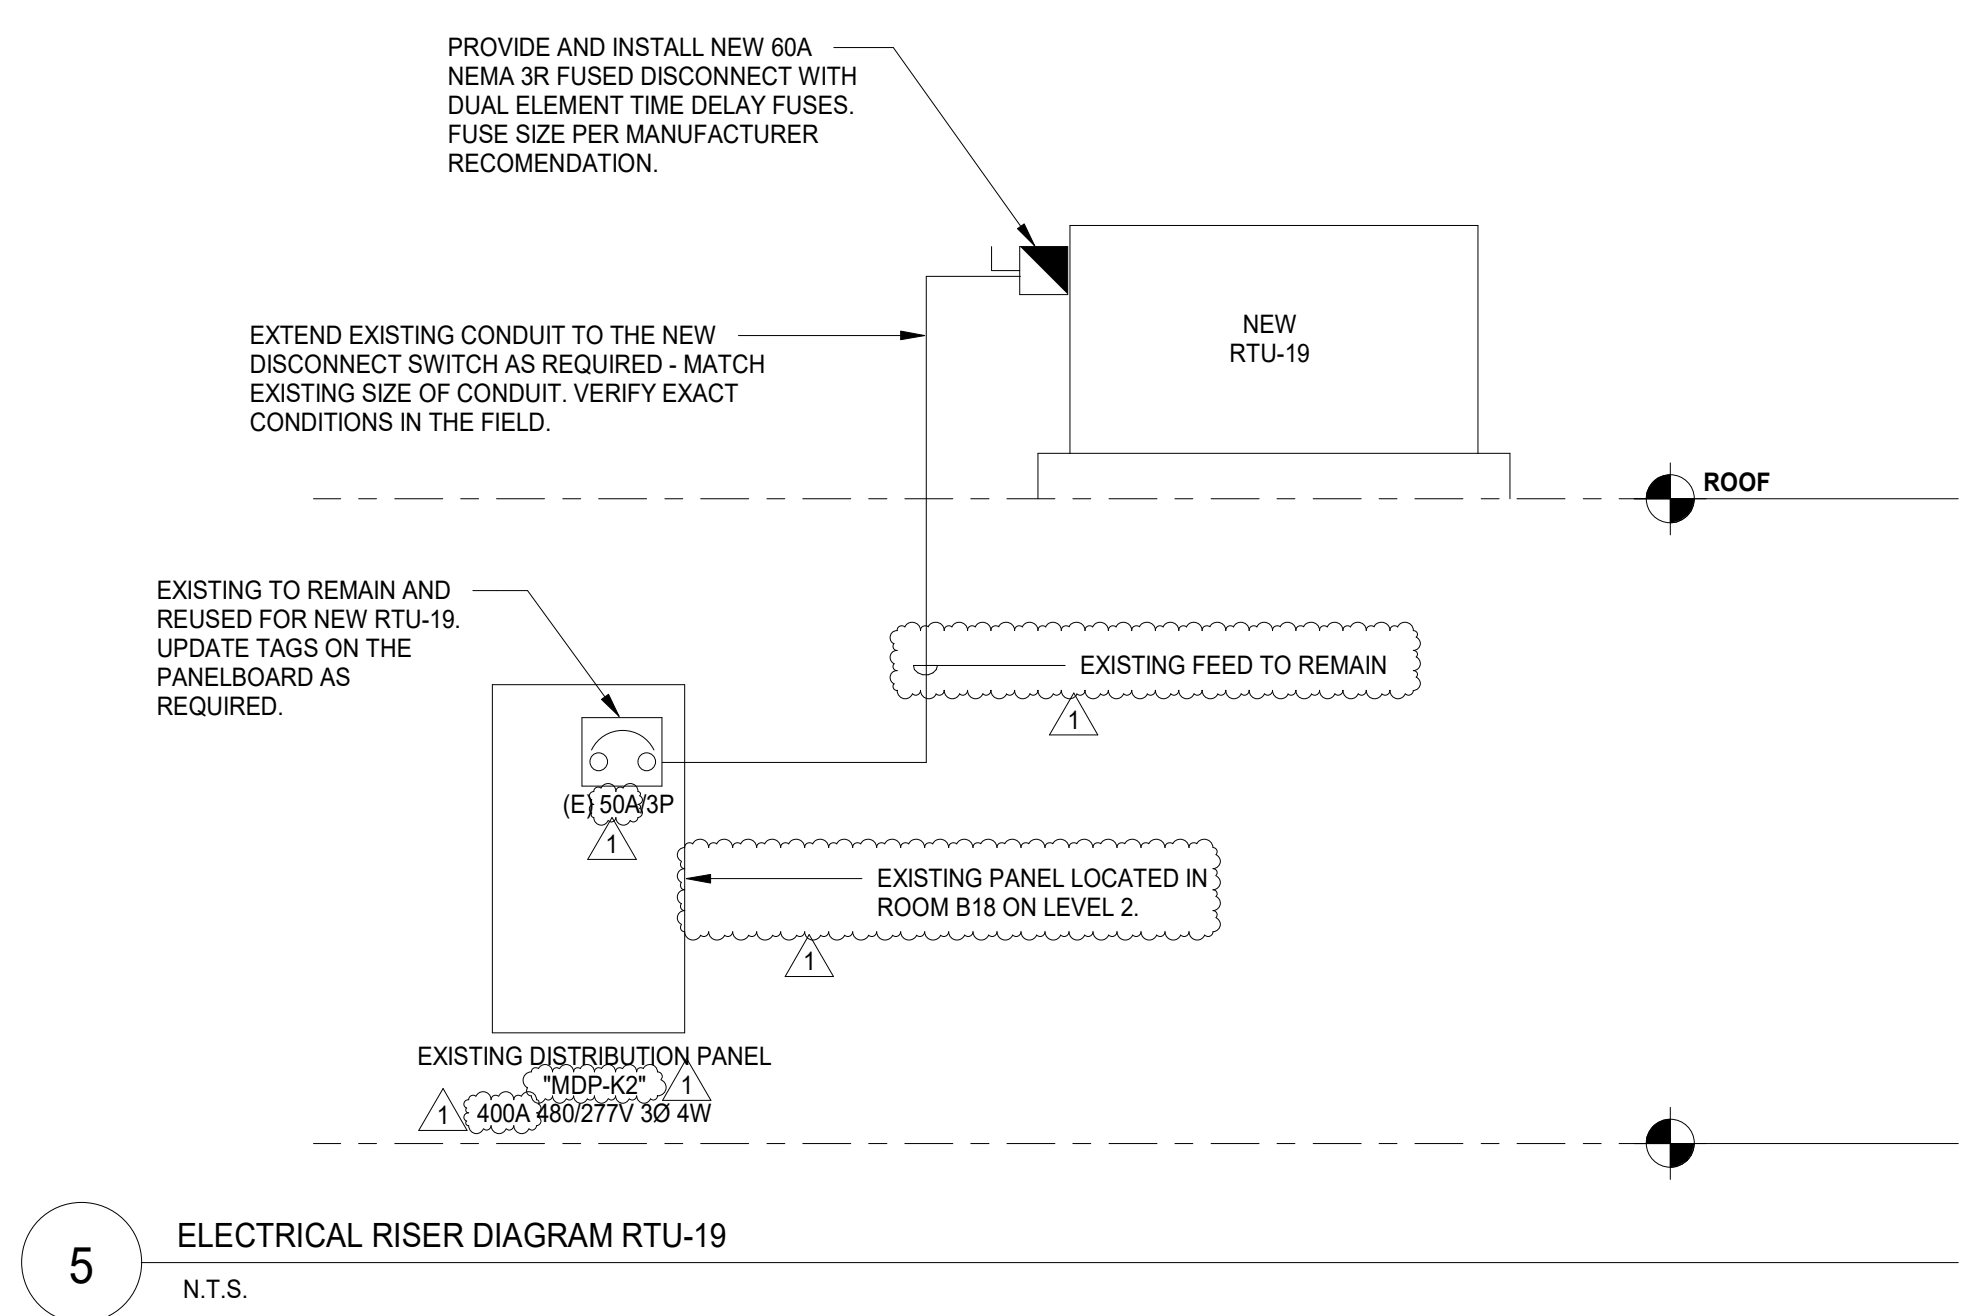 PROVIDE AND INSTALL NEW 60A
NEMA 3R FUSED DISCONNECT WITH
DUAL ELEMENT TIME DELAY FUSES.
FUSE SIZE PER MANUFACTURER
RECOMENDATION.
EXTEND EXISTING CONDUIT TO THE NEW
DISCONNECT SWITCH AS REQUIRED - MATCH
EXISTING SIZE OF CONDUIT. VERIFY EXACT
CONDITIONS IN THE FIELD.
NEW
RTU-19
ROOF
EXISTING TO REMAIN AND
REUSED FOR NEW RTU-19.
UPDATE TAGS ON THE
PANELBOARD AS
REQUIRED.
EXISTING FEED TO REMAIN
1
(E) 50A/3P
1
EXISTING PANEL LOCATED IN
ROOM B18 ON LEVEL 2.
1
EXISTING DISTRIBUTION PANEL
"MDP-K2" 1
1 400A 480/277V 3Ø 4W
5
ELECTRICAL RISER DIAGRAM RTU-19
N.T.S.